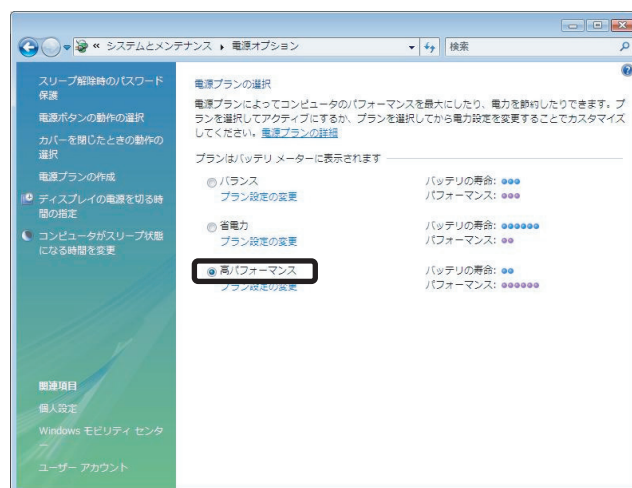 « システムとメンテナンス ▸ 電源オプション
検索
スリープ解除時のパスワード
保護
電源ボタンの動作の選択
カバーを閉じたときの動作の
選択
電源プランの作成
ディスプレイの電源を切る時
間の指定
コンピュータがスリープ状態
になる時間を変更
関連項目
個人設定
Windows モビリティ センタ
ー
ユーザー アカウント
電源プランの選択
電源プランによってコンピュータのパフォーマンスを最大にしたり、電力を節約したりできます。プ
ランを選択してアクティブにするか、プランを選択してから電力設定を変更することでカスタマイズ
してください。電源プランの詳細
プランはバッテリ メーターに表示されます
バランス
バッテリの寿命:
プラン設定の変更
パフォーマンス:
省電力
バッテリの寿命:
プラン設定の変更
パフォーマンス:
高パフォーマンス
バッテリの寿命:
プラン設定の変更
パフォーマンス: